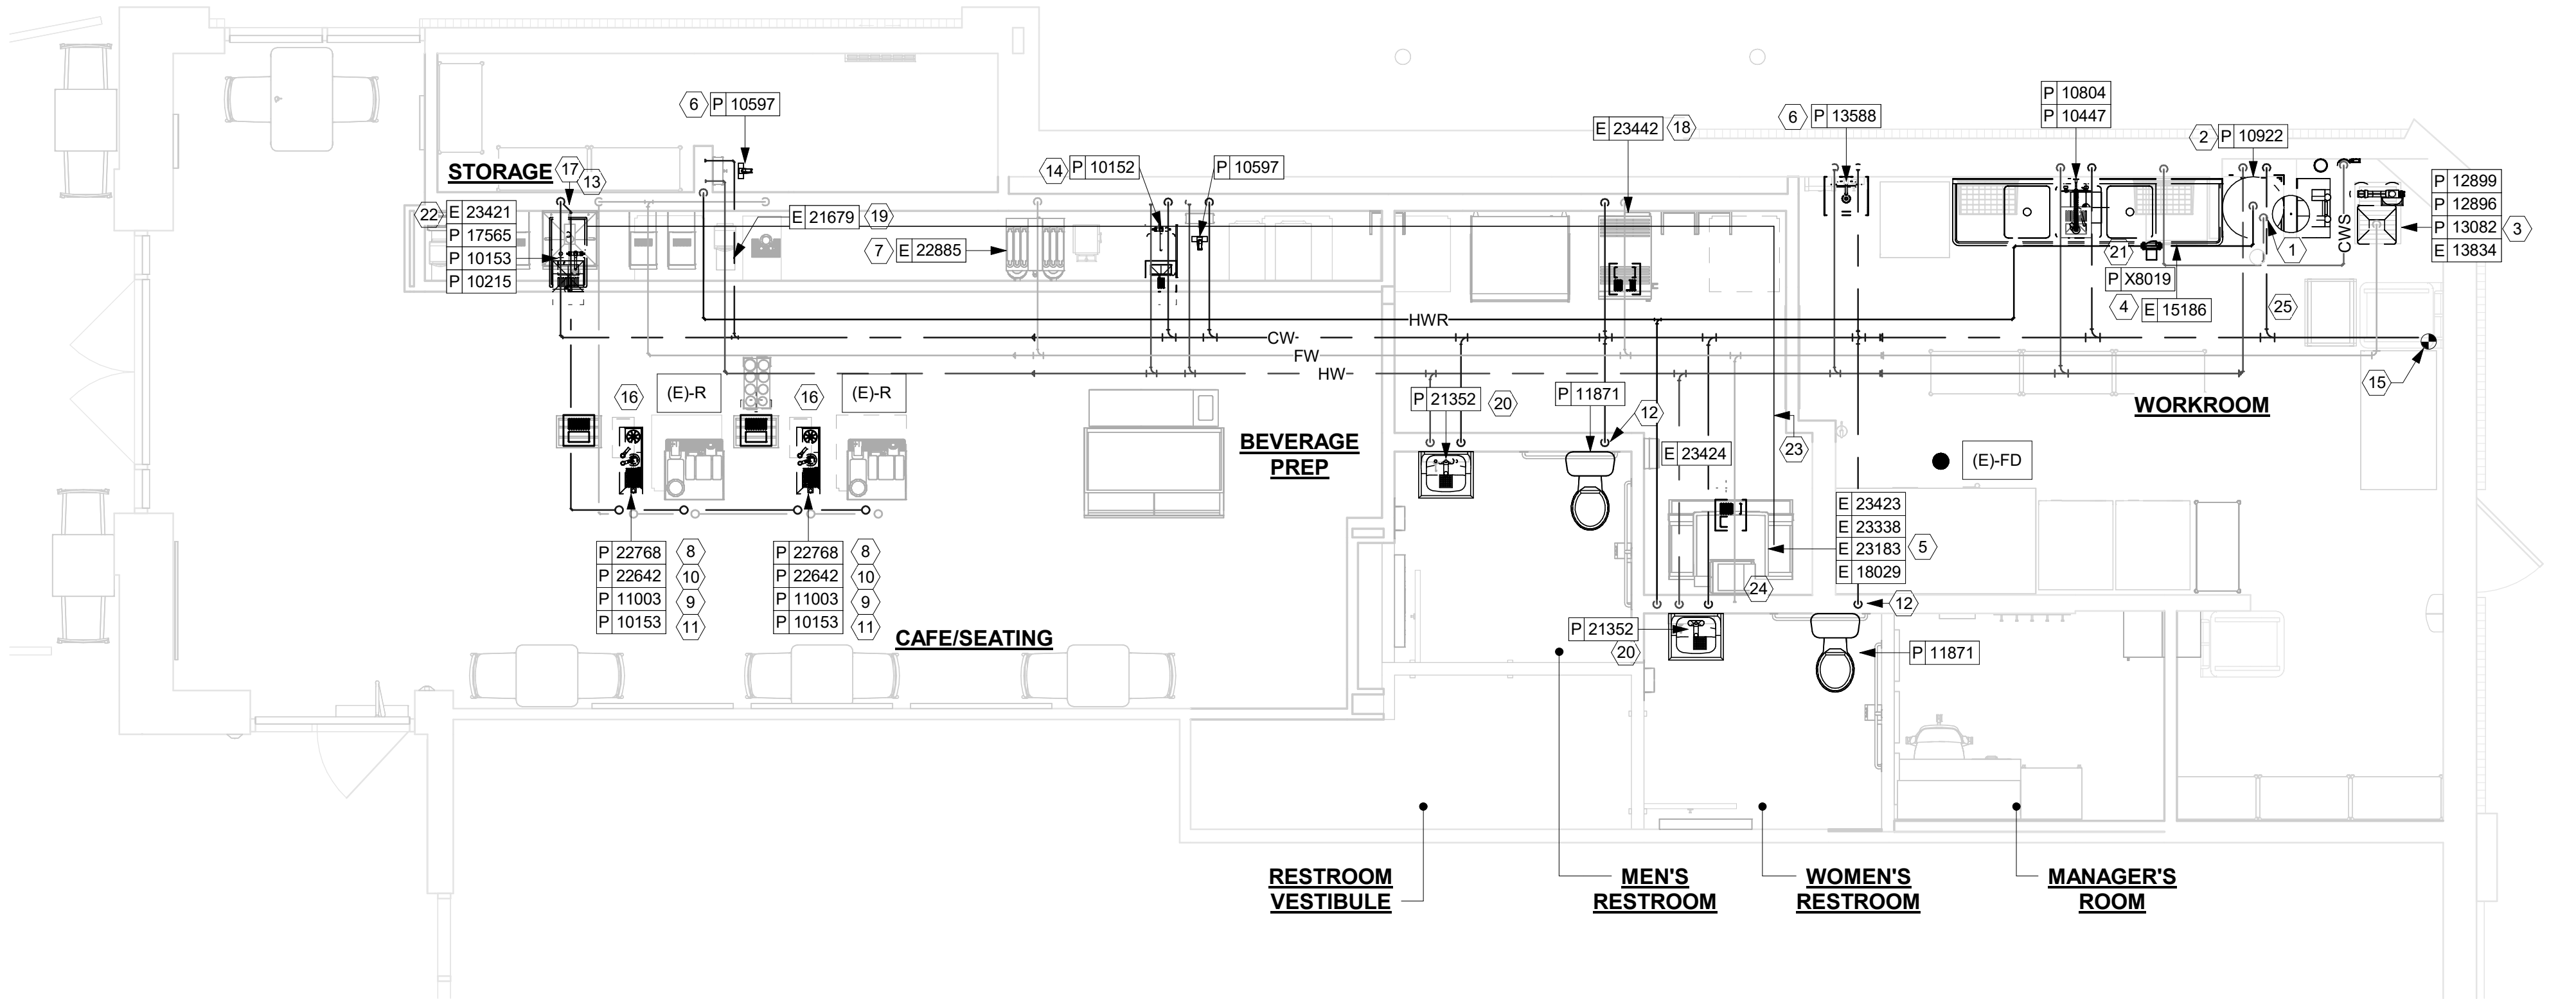 6 P 10597
E 23442 18
6 P 13588
P 10804
P 10447
2 P 10922
STORAGE
17
13
14 P 10152
P 10597
P 12899
P 12896
P 13082 3
E 13834
22 E 23421
P 17565
P 10153
P 10215
E 21679 19
7 E 22885
CWS
21
1
P X8019
4 E 15186
25
HWR
CW
FW
HW
15
16
(E)-R
16
(E)-R
P 21352 20
P 11871
12
WORKROOM
BEVERAGE
PREP
E 23424
23
(E)-FD
E 23423
E 23338
E 23183 5
E 18029
P 22768 8
P 22642 10
P 11003 9
P 10153 11
P 22768 8
P 22642 10
P 11003 9
P 10153 11
24
12
CAFE/SEATING
P 21352
20
P 11871
RESTROOM
VESTIBULE
MEN'S
RESTROOM
WOMEN'S
RESTROOM
MANAGER'S
ROOM